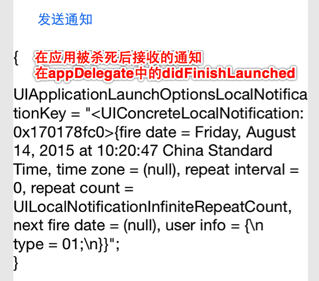 发送通知
{ 在应用被杀死后接收的通知
在appDelegate中的didFinishLaunched
UIApplicationLaunchOptionsLocalNotifica
tionKey = "<UIConcreteLocalNotification:
0x170178fc0>{fire date = Friday, August
14, 2015 at 10:20:47 China Standard
Time, time zone = (null), repeat interval =
0, repeat count =
UILocalNotificationInfiniteRepeatCount,
next fire date = (null), user info = {\n
type = 01;\n}}";
}